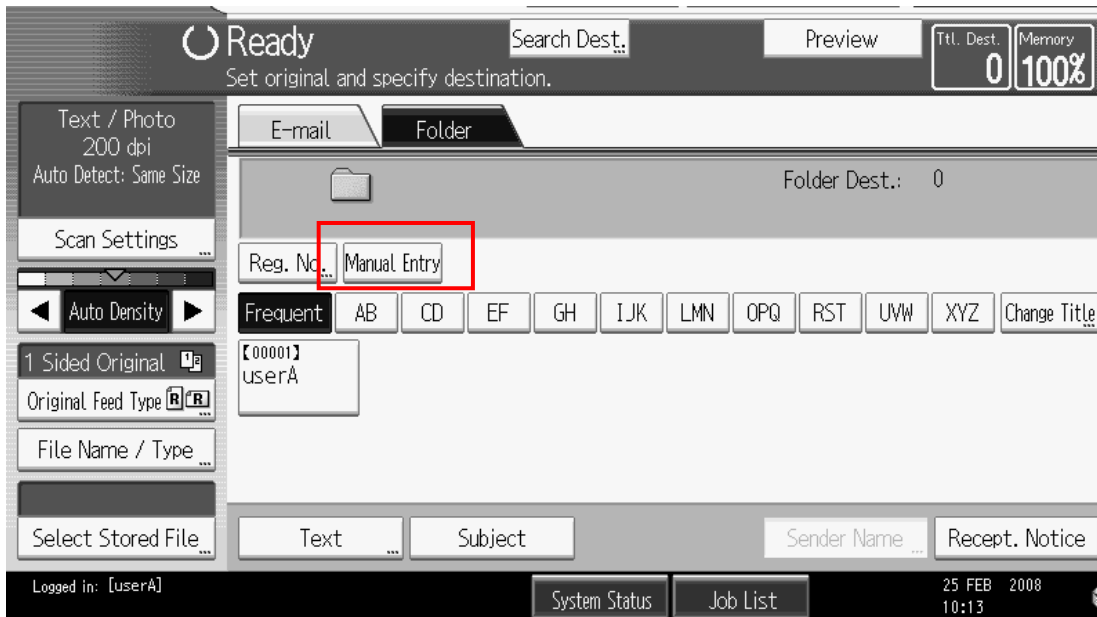 Ready
Search Dest.
Preview
Ttl. Dest.
0
Memory
100%
Set original and specify destination.
Text / Photo
200 dpi
Auto Detect: Same Size
Scan Settings
Auto Density
1 Sided Original
Original Feed Type
File Name / Type
Select Stored File
E-mail
Folder
Folder Dest.: 0
Reg. No.
Manual Entry
Frequent AB CD EF GH IJK LMN OPQ RST UVW XYZ Change Title
【00001】
userA
Text
Subject
Sender Name
Recept. Notice
Logged in: [userA]
System Status
Job List
25 FEB 2008
10:13